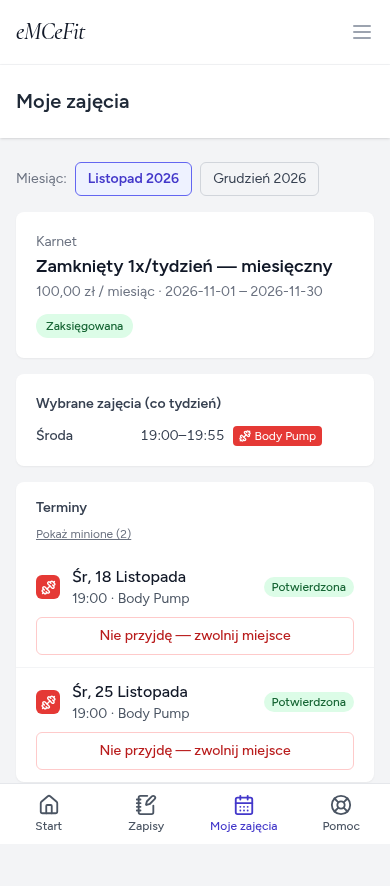 eMCeFit
Moje zajęcia
Miesiąc: Listopad 2026 Grudzień 2026
Karnet
Zamknięty 1x/tydzień — miesięczny
100,00 zł / miesiąc · 2026-11-01 – 2026-11-30
Zaksięgowana
Wybrane zajęcia (co tydzień)
Środa 19:00–19:55 Body Pump
Terminy
Pokaż minione (2)
Śr, 18 Listopada
19:00 · Body Pump
Potwierdzona
Nie przyjdę — zwolnij miejsce
Śr, 25 Listopada
19:00 · Body Pump
Potwierdzona
Nie przyjdę — zwolnij miejsce
Start Zapisy Moje zajęcia Pomoc